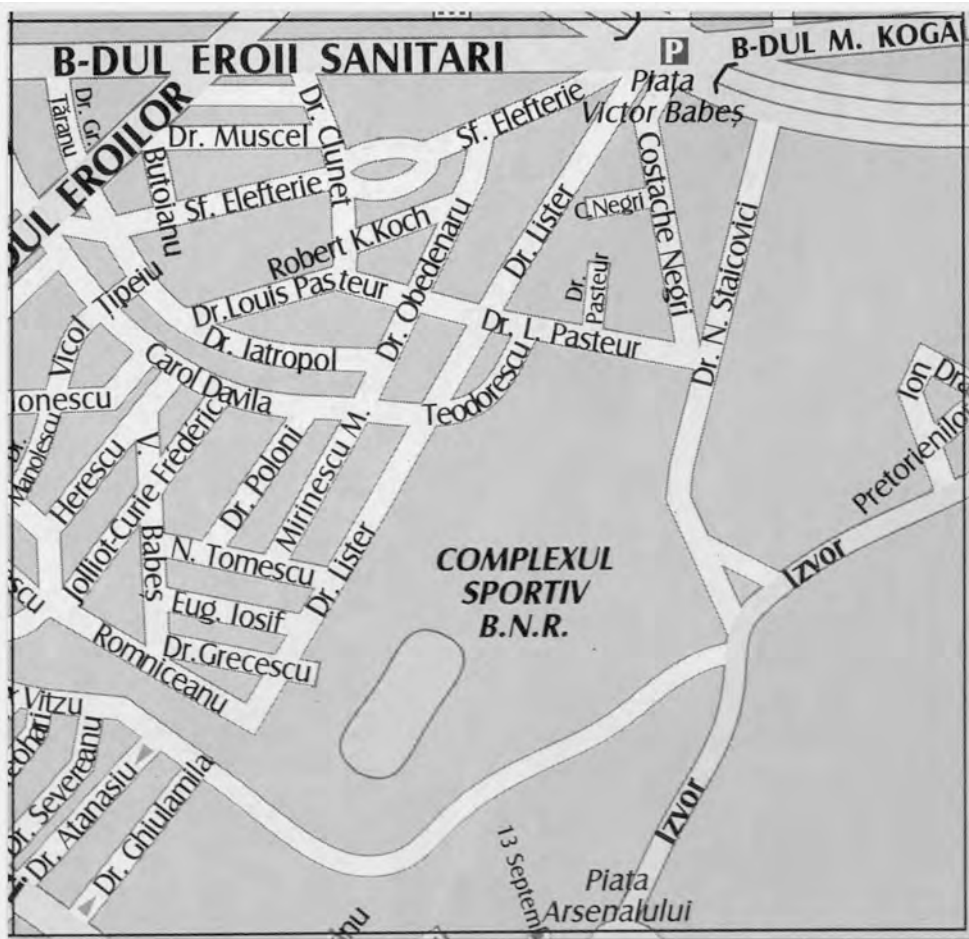 B-DUL EROII SANITARI
B-DUL M. KOGĂL
P
Piața
Victor Babeș
Dr. Gr.
Tăranu
DUL EROILOR
Butoianu
Dr. Muscel
Dr. Clunet
Sf. Elefterie
Sf. Elefterie
Robert K.Koch
Dr. Obedenaru
Dr. Lister
C.Negri
Costache Negri
Dr. N. Staicovici
Dr.
Pasteur
Dr.Louis Pasteur
Dr. L. Pasteur
Tipeiu
Vicol
Dr. Iatropol
Carol Davila
Teodorescu
Ionescu
Manolescu
Herescu
Jolliot-Curie Fréderic
V.
Babeș
Dr. Poloni
Mirinescu M.
N. Tomescu
Dr. Lister
Eug. Iosif
Dr.Grecescu
Romniceanu
COMPLEXUL
SPORTIV
B.N.R.
Ion
Dra
Pretorienilo
Izvor
Vitzu
Dr. Severeanu
Dr. Atanasiu
Dr. Ghiulamila
Izvor
13 Septem
Piața
Arsenalului